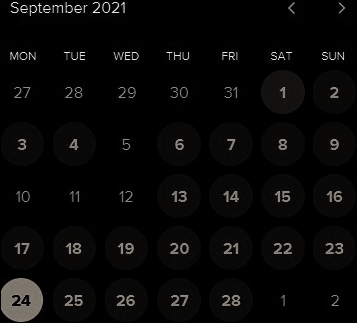 September 2021
MON TUE WED THU FRI SAT SUN
27 28 29 30 31 1 2
3 4 5 6 7 8 9
10 11 12 13 14 15 16
17 18 19 20 21 22 23
24 25 26 27 28 1 2